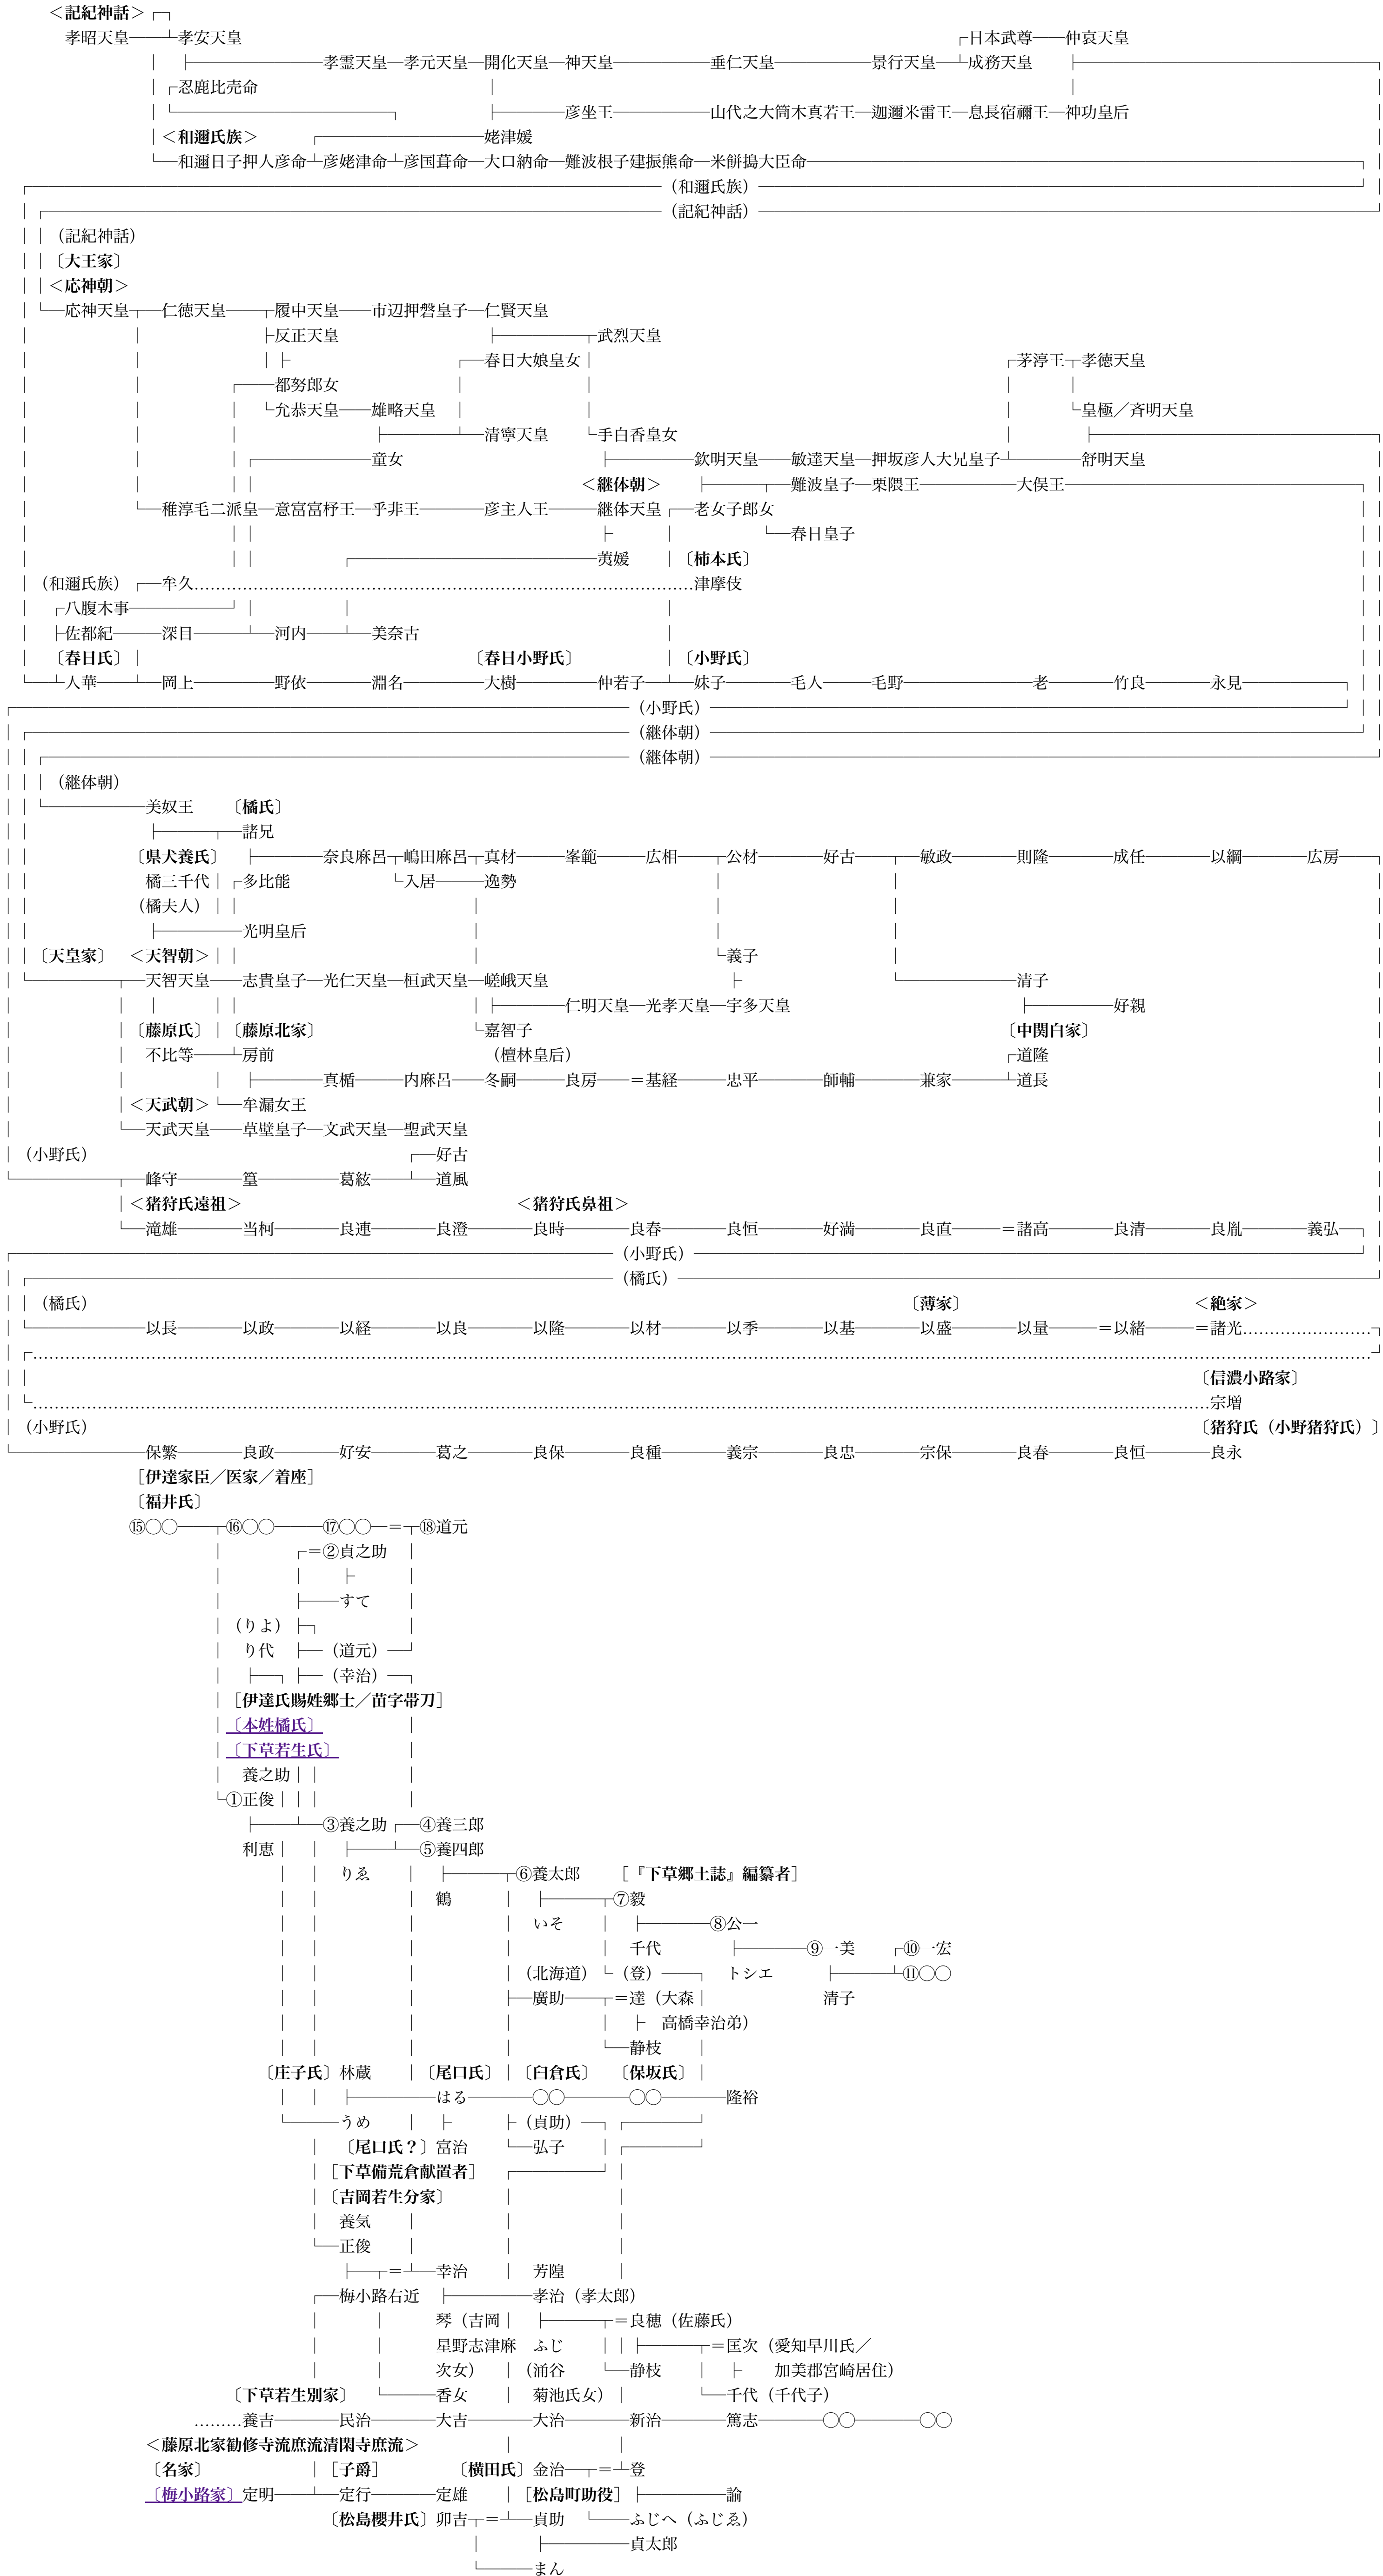 ＜記紀神話＞
孝昭天皇 孝安天皇 日本武尊 仲哀天皇
孝霊天皇 孝元天皇 開化天皇 神天皇 垂仁天皇 景行天皇 成務天皇
忍鹿比売命
彦坐王 山代之大筒木真若王 迦邇米雷王 息長宿禰王 神功皇后
＜和邇氏族＞ 姥津媛
和邇日子押人彦命 彦姥津命 彦国葺命 大口納命 難波根子建振熊命 米餅搗大臣命
（和邇氏族）
（記紀神話）
（記紀神話）
〔大王家〕
＜応神朝＞
応神天皇 仁徳天皇 履中天皇 市辺押磐皇子 仁賢天皇
反正天皇 武烈天皇
春日大娘皇女 茅渟王 孝徳天皇
都努郎女
允恭天皇 雄略天皇 皇極／斉明天皇
清寧天皇 手白香皇女
童女 欽明天皇 敏達天皇 押坂彦人大兄皇子 舒明天皇
＜継体朝＞ 難波皇子 栗隈王 大俣王
稚淳毛二派皇 意富富杼王 乎非王 彦主人王 継体天皇 老女子郎女
春日皇子
荑媛 〔柿本氏〕
（和邇氏族） 牟久……………………………………………………………………………………津摩伎
八腹木事
佐都紀 深目 河内 美奈古
〔春日氏〕 〔春日小野氏〕 〔小野氏〕
人華 岡上 野依 淵名 大樹 仲若子 妹子 毛人 毛野 老 竹良 永見
（小野氏）
（継体朝）
（継体朝）
（継体朝）
美奴王 〔橘氏〕
諸兄
〔県犬養氏〕 奈良麻呂 嶋田麻呂 真材 峯範 広相 公材 好古 敏政 則隆 成任 以綱 広房
橘三千代 多比能 入居 逸勢
（橘夫人）
光明皇后
〔天皇家〕 ＜天智朝＞ 義子
天智天皇 志貴皇子 光仁天皇 桓武天皇 嵯峨天皇 清子
仁明天皇 光孝天皇 宇多天皇 好親
〔藤原氏〕 〔藤原北家〕 嘉智子 〔中関白家〕
不比等 房前 （檀林皇后） 道隆
真楯 内麻呂 冬嗣 良房 ＝基経 忠平 師輔 兼家 道長
＜天武朝＞ 牟漏女王
天武天皇 草壁皇子 文武天皇 聖武天皇
（小野氏） 好古
峰守 篁 葛絃 道風
＜猪狩氏遠祖＞ ＜猪狩氏鼻祖＞
滝雄 当柯 良連 良澄 良時 良春 良恒 好満 良直 ＝諸高 良清 良胤 義弘
（小野氏）
（橘氏）
（橘氏） 〔薄家〕 ＜絶家＞
以長 以政 以経 以良 以隆 以材 以季 以基 以盛 以量 ＝以緒 ＝諸光……………………
〔信濃小路家〕
宗増
（小野氏） 〔猪狩氏（小野猪狩氏）〕
保繁 良政 好安 葛之 良保 良種 義宗 良忠 宗保 良春 良恒 良永
［伊達家臣／医家／着座］
〔福井氏〕
⑮〇〇 ⑯〇〇 ⑰〇〇＝⑱道元
＝②貞之助
すて
（りよ）
り代 （道元）
（幸治）
［伊達氏賜姓郷士／苗字帯刀］
〔本姓橘氏〕
〔下草若生氏〕
養之助
①正俊
③養之助 ④養三郎
利恵 ⑤養四郎
りゑ ⑥養太郎 ［『下草郷土誌』編纂者］
鶴 ⑦毅
いそ ⑧公一
千代 ⑨一美 ⑩一宏
（北海道） （登） トシエ ⑪〇〇
廣助 ＝達（大森 清子
高橋幸治弟）
静枝
〔庄子氏〕林蔵 〔尾口氏〕 〔臼倉氏〕 〔保坂氏〕
はる 〇〇 〇〇 隆裕
うめ （貞助）
〔尾口氏？〕富治 弘子
［下草備荒倉献置者］
〔吉岡若生分家〕
養気
正俊
＝幸治 芳隍
梅小路右近 孝治（孝太郎）
琴（吉岡 ＝良穂（佐藤氏）
星野志津麻 ふじ ＝匡次（愛知早川氏／
次女） （涌谷 静枝 加美郡宮崎居住）
〔下草若生別家〕 香女 菊池氏女） 千代（千代子）
………養吉 民治 大吉 大治 新治 篤志 〇〇 〇〇
＜藤原北家勧修寺流庶流清閑寺庶流＞
〔名家〕 ［子爵］ 〔横田氏〕金治＝登
〔梅小路家〕定明 定行 定雄 ［松島町助役］ 諭
〔松島櫻井氏〕卯吉＝貞助 ふじへ（ふじゑ）
貞太郎
まん